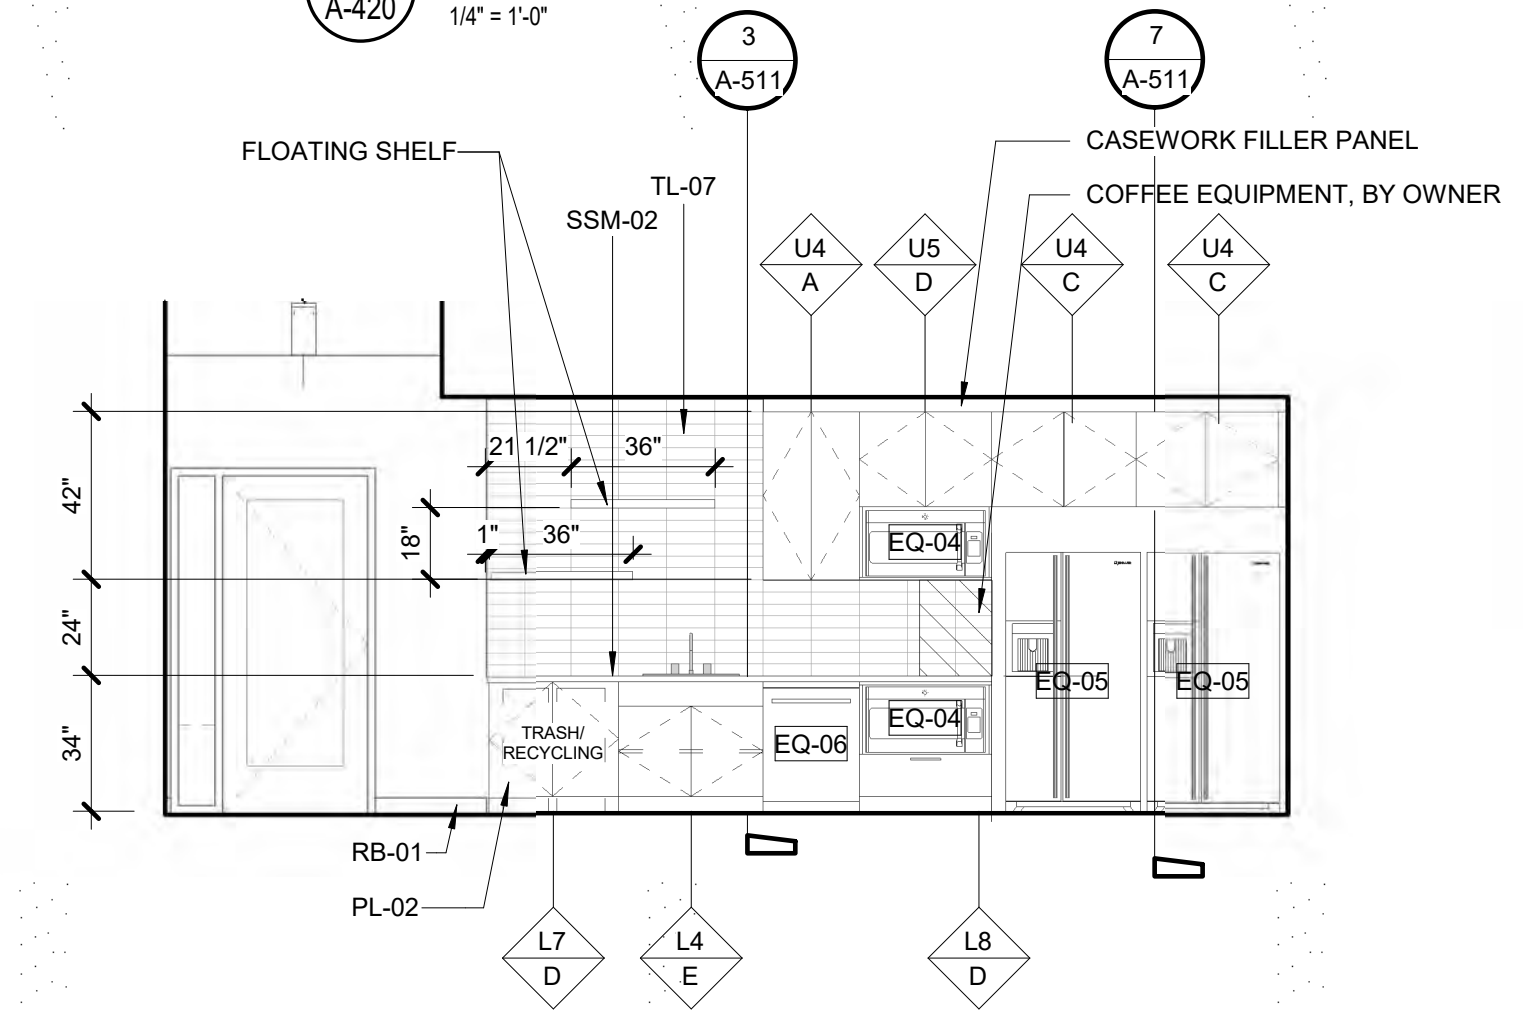 A-420
1/4" = 1'-0"
3
A-511
7
A-511
FLOATING SHELF
CASEWORK FILLER PANEL
TL-07
COFFEE EQUIPMENT, BY OWNER
SSM-02
U4
A
U5
D
U4
C
U4
C
21 1/2"
36"
42"
18"
1"
36"
EQ-04
24"
EQ-05
EQ-05
34"
TRASH/
RECYCLING
EQ-06
EQ-04
RB-01
PL-02
L7
D
L4
E
L8
D